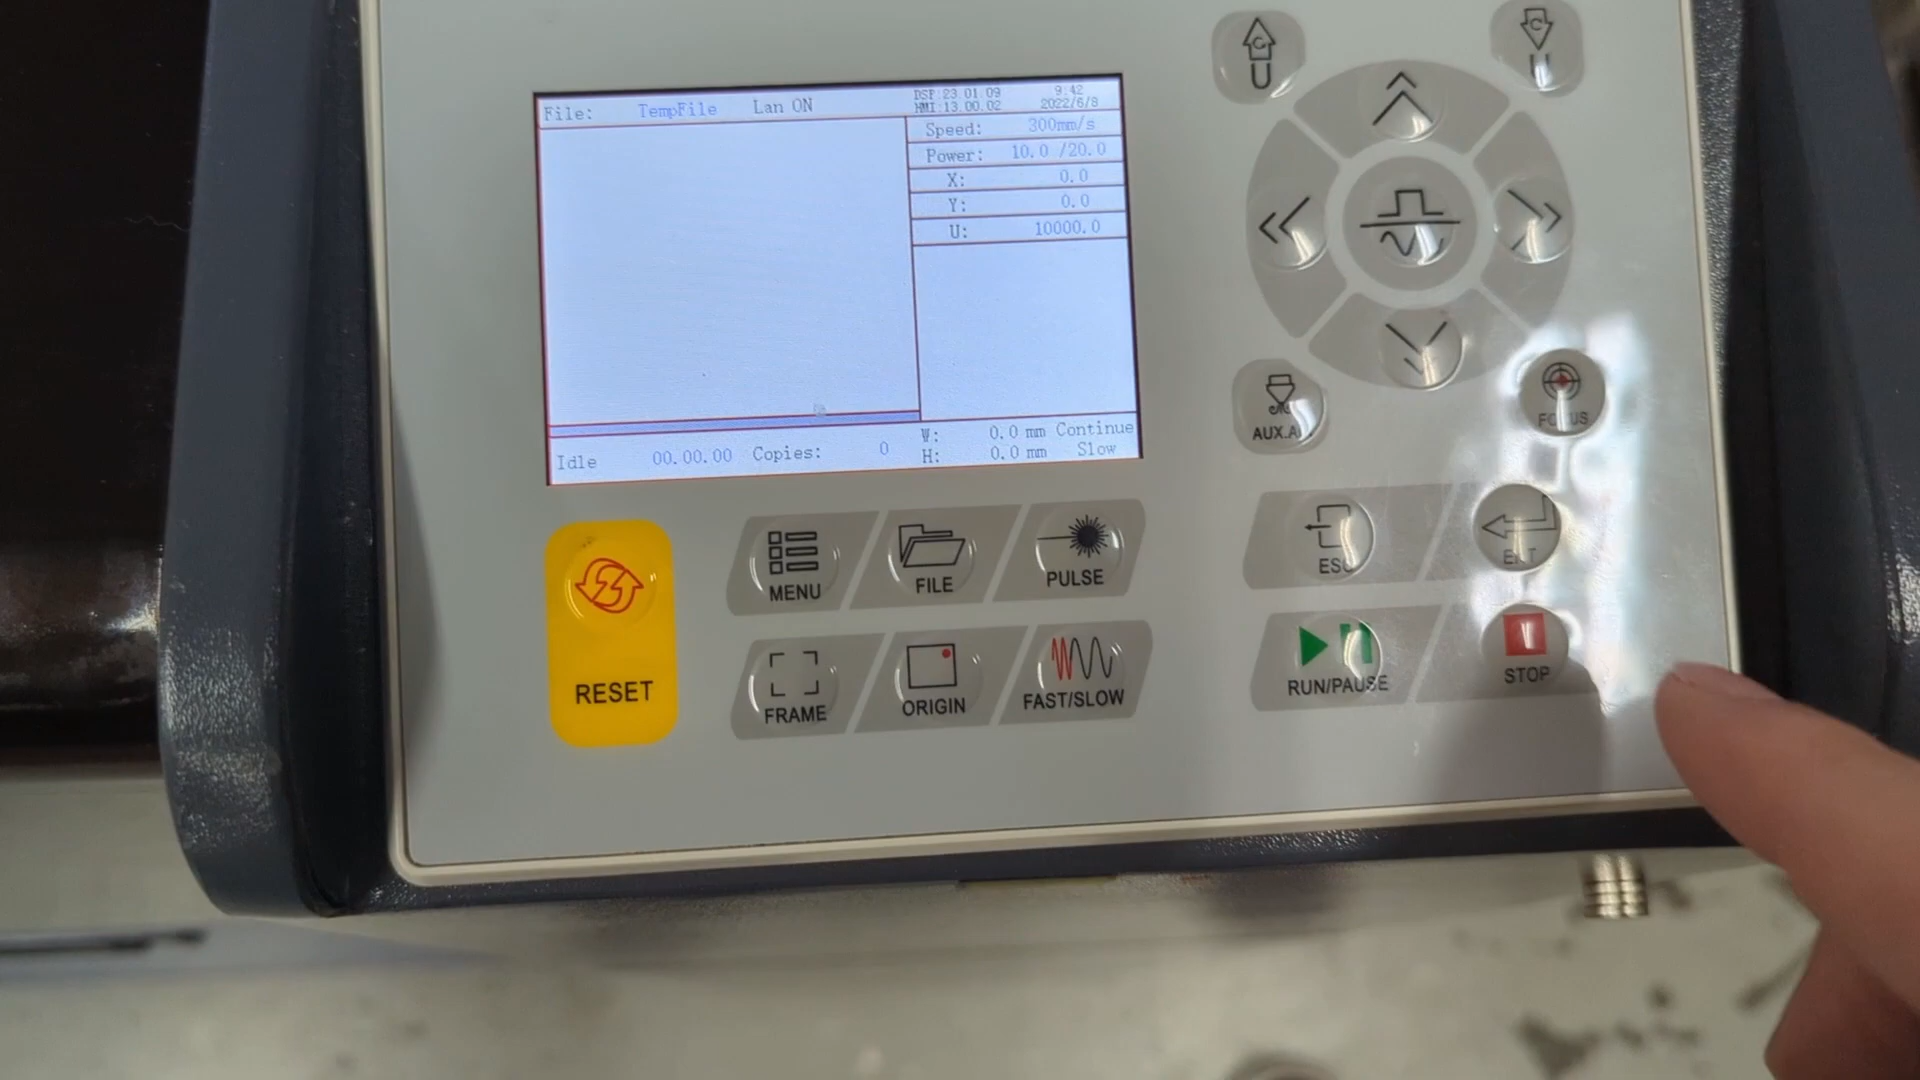 File: TempFile Lan ON
DSP:23.01.09 9:42
HMI:13.00.02 2022/6/8
Speed: 300mm/s
Power: 10.0 /20.0
X: 0.0
Y: 0.0
U: 10000.0
Idle 00.00.00 Copies: 0
W: 0.0 mm Continue
H: 0.0 mm Slow
U
U
AUX.A
FOCUS
MENU
FILE
PULSE
ESC
ENT
RESET
FRAME
ORIGIN
FAST/SLOW
RUN/PAUSE
STOP